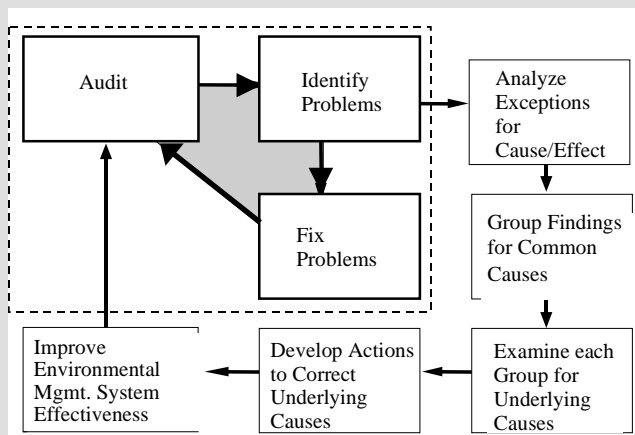 Audit
Identify
Problems
Analyze
Exceptions
for
Cause/Effect
Fix
Problems
Group Findings
for Common
Causes
Improve
Environmental
Mgmt. System
Effectiveness
Develop Actions
to Correct
Underlying
Causes
Examine each
Group for
Underlying
Causes